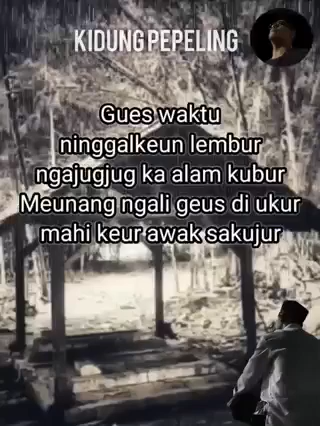 KIDUNG PEPELING
Gues waktu
ninggalkeun lembur
ngajugjug ka alam kubur
Meunang ngali geus di ukur
mahi keur awak sakujur